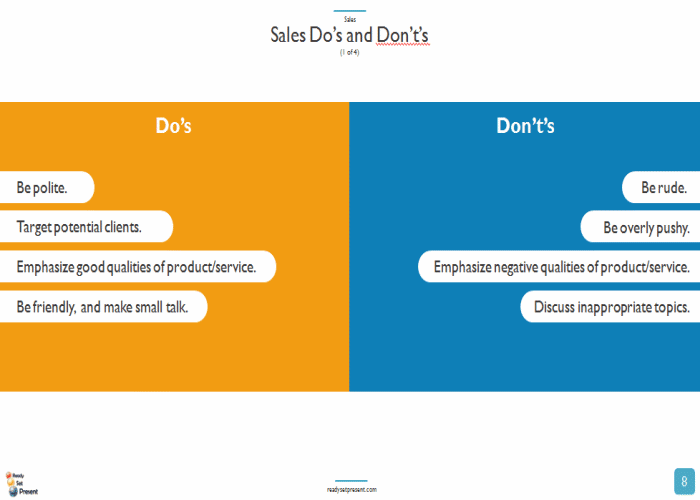 Sales
Sales Do's and Don't's
(1 of 4)
Do's
Be polite.
Target potential clients.
Emphasize good qualities of product/service.
Be friendly, and make small talk.
Don't's
Be rude.
Be overly pushy.
Emphasize negative qualities of product/service.
Discuss inappropriate topics.
Ready
Set
Present
readysetpresent.com
8